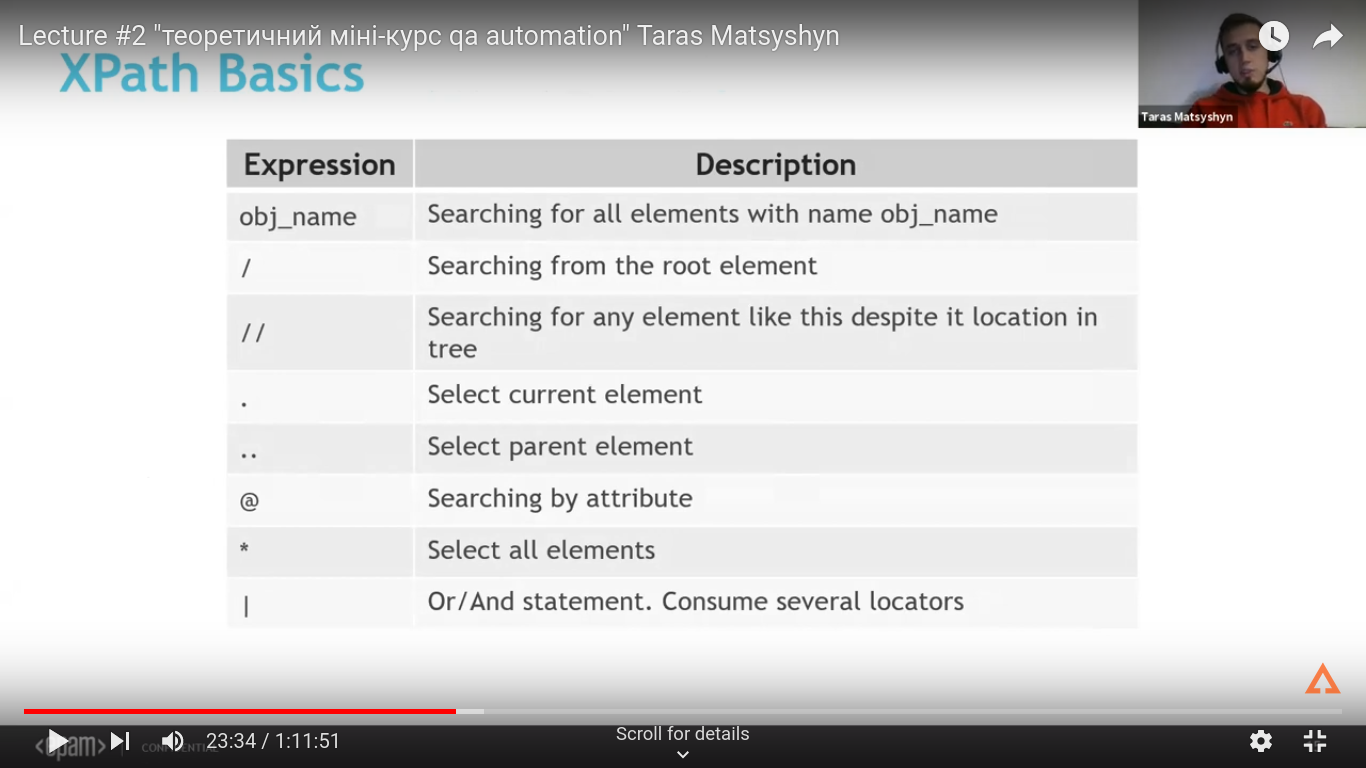 Lecture #2 "теоретичний міні-курс qa automation" Taras Matsyshyn
XPath Basics
Taras Matsyshyn
Expression Description
obj_name Searching for all elements with name obj_name
/ Searching from the root element
// Searching for any element like this despite it location in
tree
. Select current element
.. Select parent element
@ Searching by attribute
* Select all elements
| Or/And statement. Consume several locators
Scroll for details
<epam> | CONFIDENTIAL 23:34 / 1:11:51